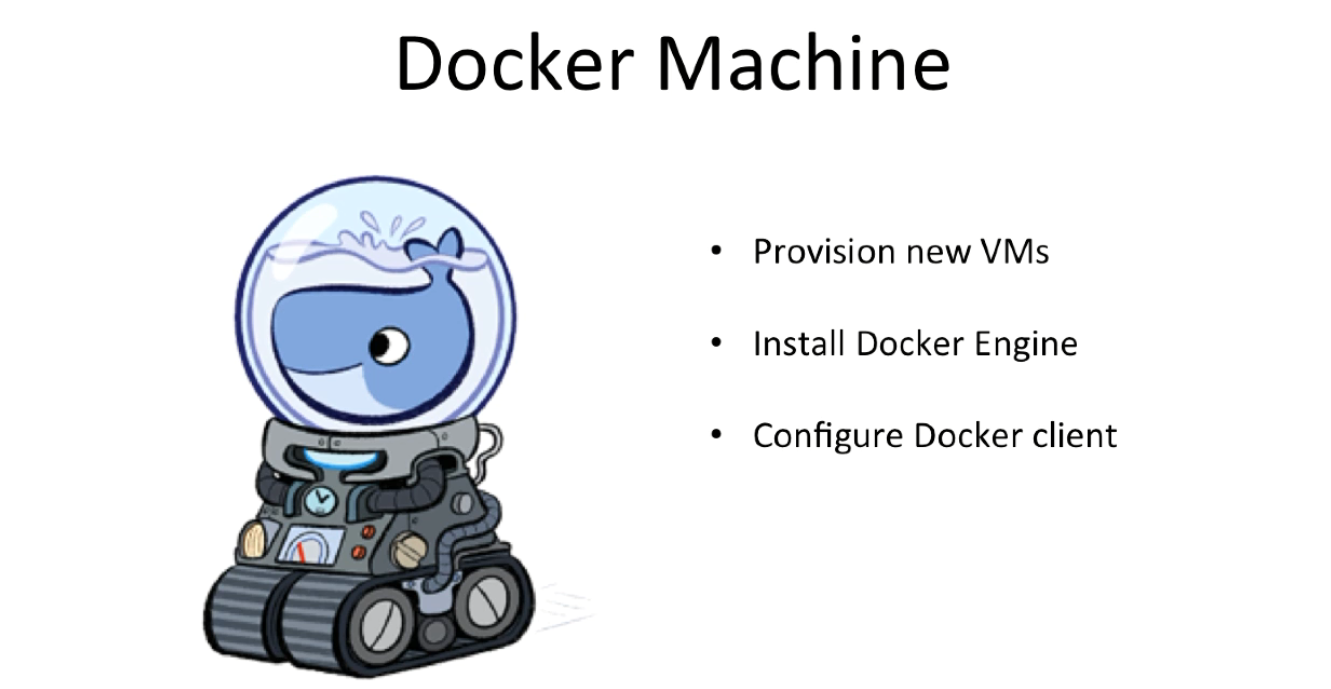 Docker Machine
• Provision new VMs
• Install Docker Engine
• Configure Docker client